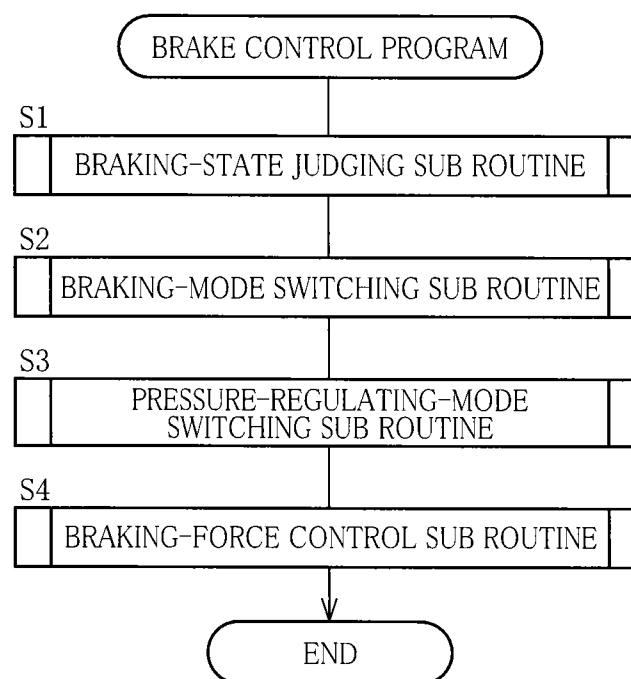 BRAKE CONTROL PROGRAM
S1
BRAKING-STATE JUDGING SUB ROUTINE
S2
BRAKING-MODE SWITCHING SUB ROUTINE
S3
PRESSURE-REGULATING-MODE
SWITCHING SUB ROUTINE
S4
BRAKING-FORCE CONTROL SUB ROUTINE
END